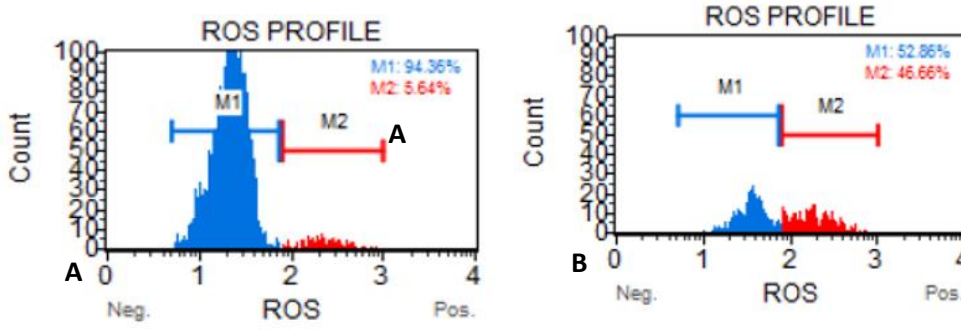 ROS PROFILE
M1: 94.36%
M2: 5.64%
100
90
80
70
60
50
40
30
20
10
0
Count
M1
M2
A
A
0 1 2 3 4
Neg. ROS Pos.
ROS PROFILE
M1: 52.86%
M2: 46.66%
100
90
80
70
60
50
40
30
20
10
0
Count
M1
M2
B
0 1 2 3 4
Neg. ROS Pos.